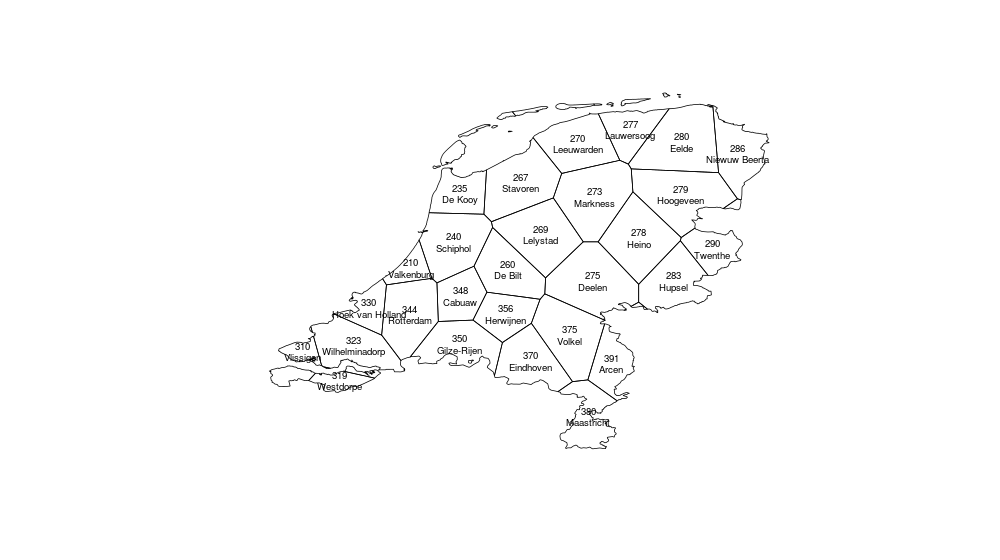 277
Lauwersoog
270
Leeuwarden
280
Eelde
286
Niewuw Beerta
267
Stavoren
235
De Kooy
273
Markness
279
Hoogeveen
240
Schiphol
269
Lelystad
278
Heino
290
Twenthe
210
Valkenburg
260
De Bilt
275
Deelen
283
Hupsel
348
Cabuaw
330
Hoek van Holland
344
Rotterdam
356
Herwijnen
375
Volkel
310
Vlissigen
323
Wilhelminadorp
350
Gilze-Rijen
370
Eindhoven
391
Arcen
319
Westdorpe
380
Maastricht